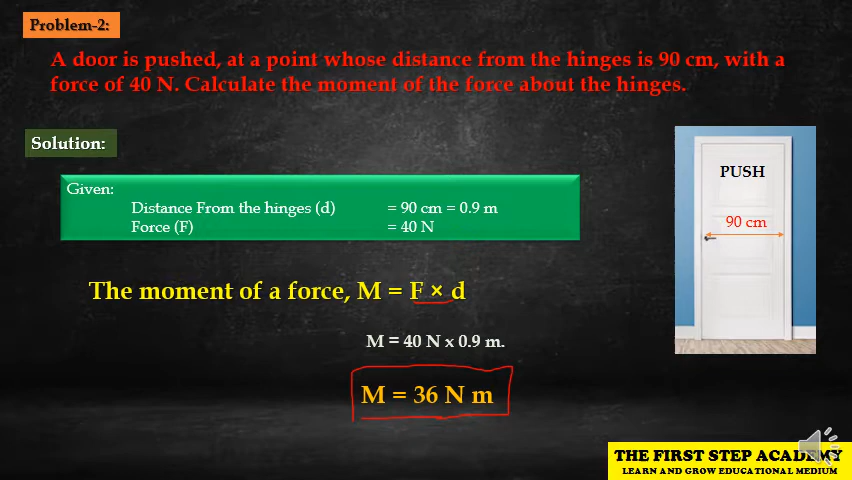 Problem-2:
A door is pushed, at a point whose distance from the hinges is 90 cm, with a
force of 40 N. Calculate the moment of the force about the hinges.
Solution:
Given:
Distance From the hinges (d) = 90 cm = 0.9 m
Force (F) = 40 N
PUSH
90 cm
The moment of a force, M = F × d
M = 40 N x 0.9 m.
M = 36 N m
THE FIRST STEP ACADEMY
LEARN AND GROW EDUCATIONAL MEDIUM